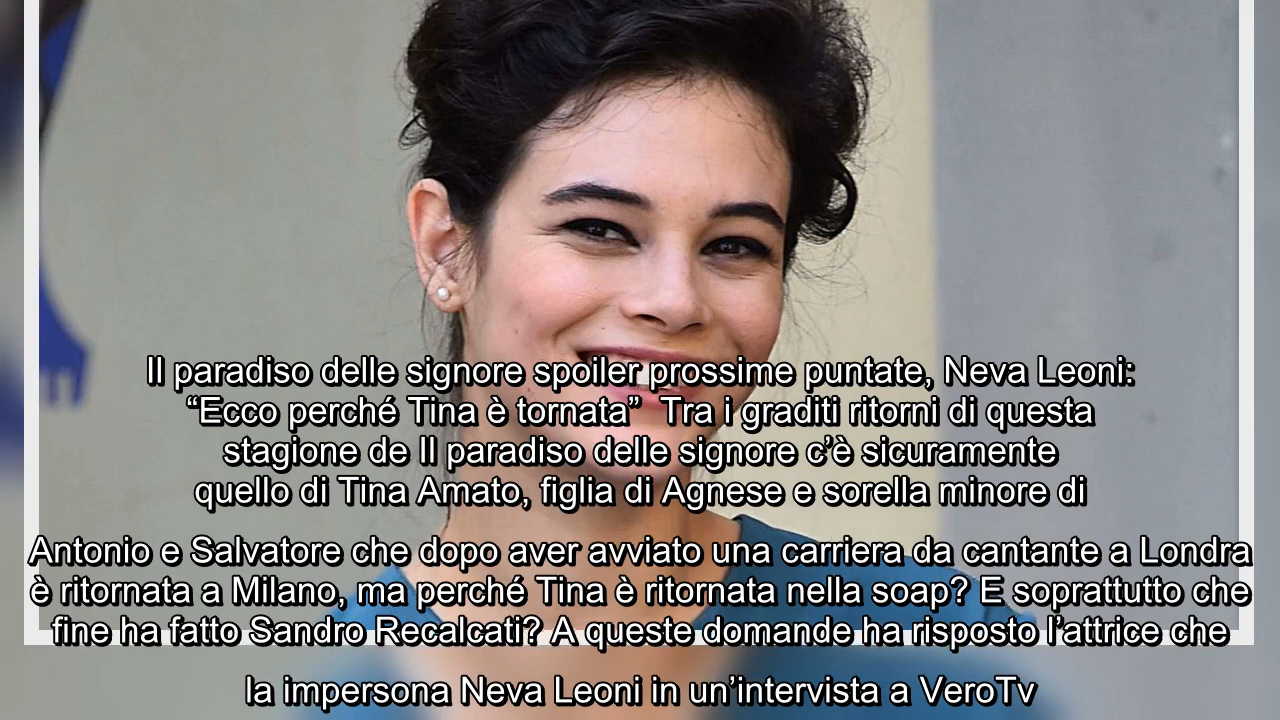 Il paradiso delle signore spoiler prossime puntate, Neva Leoni:
“Ecco perché Tina è tornata”  Tra i graditi ritorni di questa
stagione de Il paradiso delle signore c’è sicuramente
quello di Tina Amato, figlia di Agnese e sorella minore di
Antonio e Salvatore che dopo aver avviato una carriera da cantante a Londra
è ritornata a Milano, ma perché Tina è ritornata nella soap? E soprattutto che
fine ha fatto Sandro Recalcati? A queste domande ha risposto l’attrice che
la impersona Neva Leoni in un’intervista a VeroTv